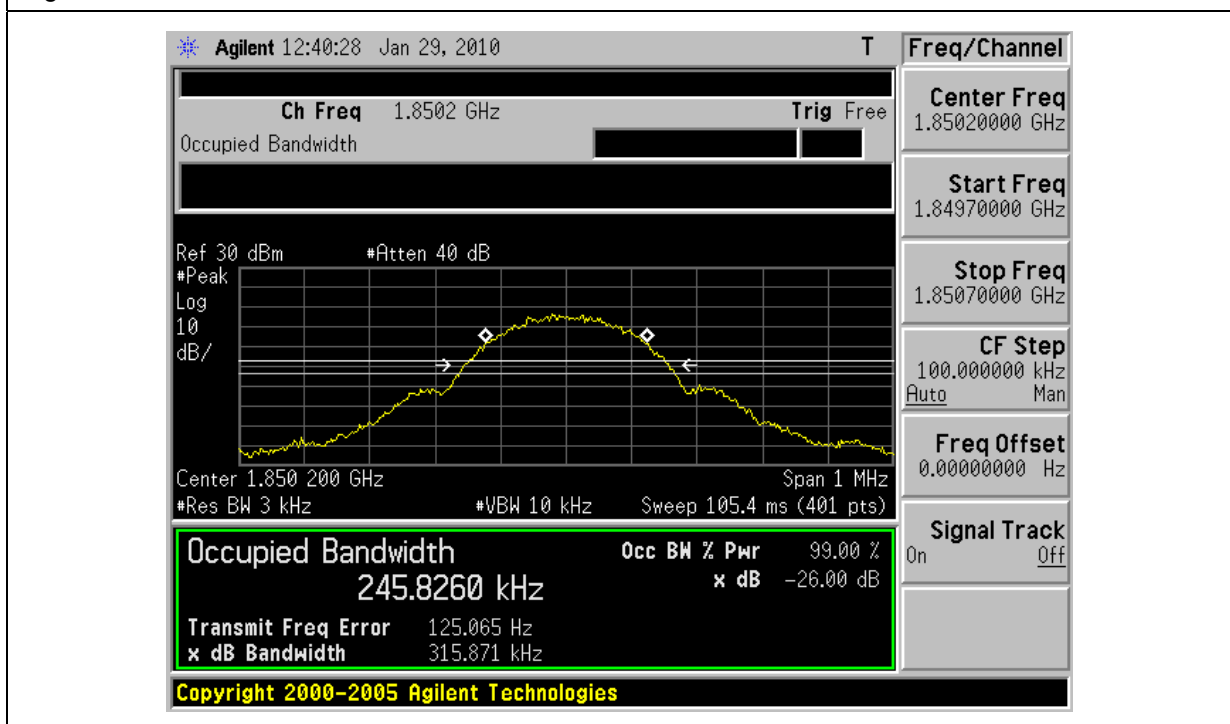 Agilent 12:40:28 Jan 29, 2010 T
Ch Freq 1.8502 GHz Trig Free
Occupied Bandwidth
Ref 30 dBm #Atten 40 dB
#Peak
Log
10
dB/
Center 1.850 200 GHz Span 1 MHz
#Res BW 3 kHz #VBW 10 kHz Sweep 105.4 ms (401 pts)
Occupied Bandwidth Occ BW % Pwr 99.00 %
245.8260 kHz x dB -26.00 dB
Transmit Freq Error 125.065 Hz
x dB Bandwidth 315.871 kHz
Copyright 2000-2005 Agilent Technologies
Freq/Channel
Center Freq
1.85020000 GHz
Start Freq
1.84970000 GHz
Stop Freq
1.85070000 GHz
CF Step
100.000000 kHz
Auto Man
Freq Offset
0.00000000 Hz
Signal Track
On Off